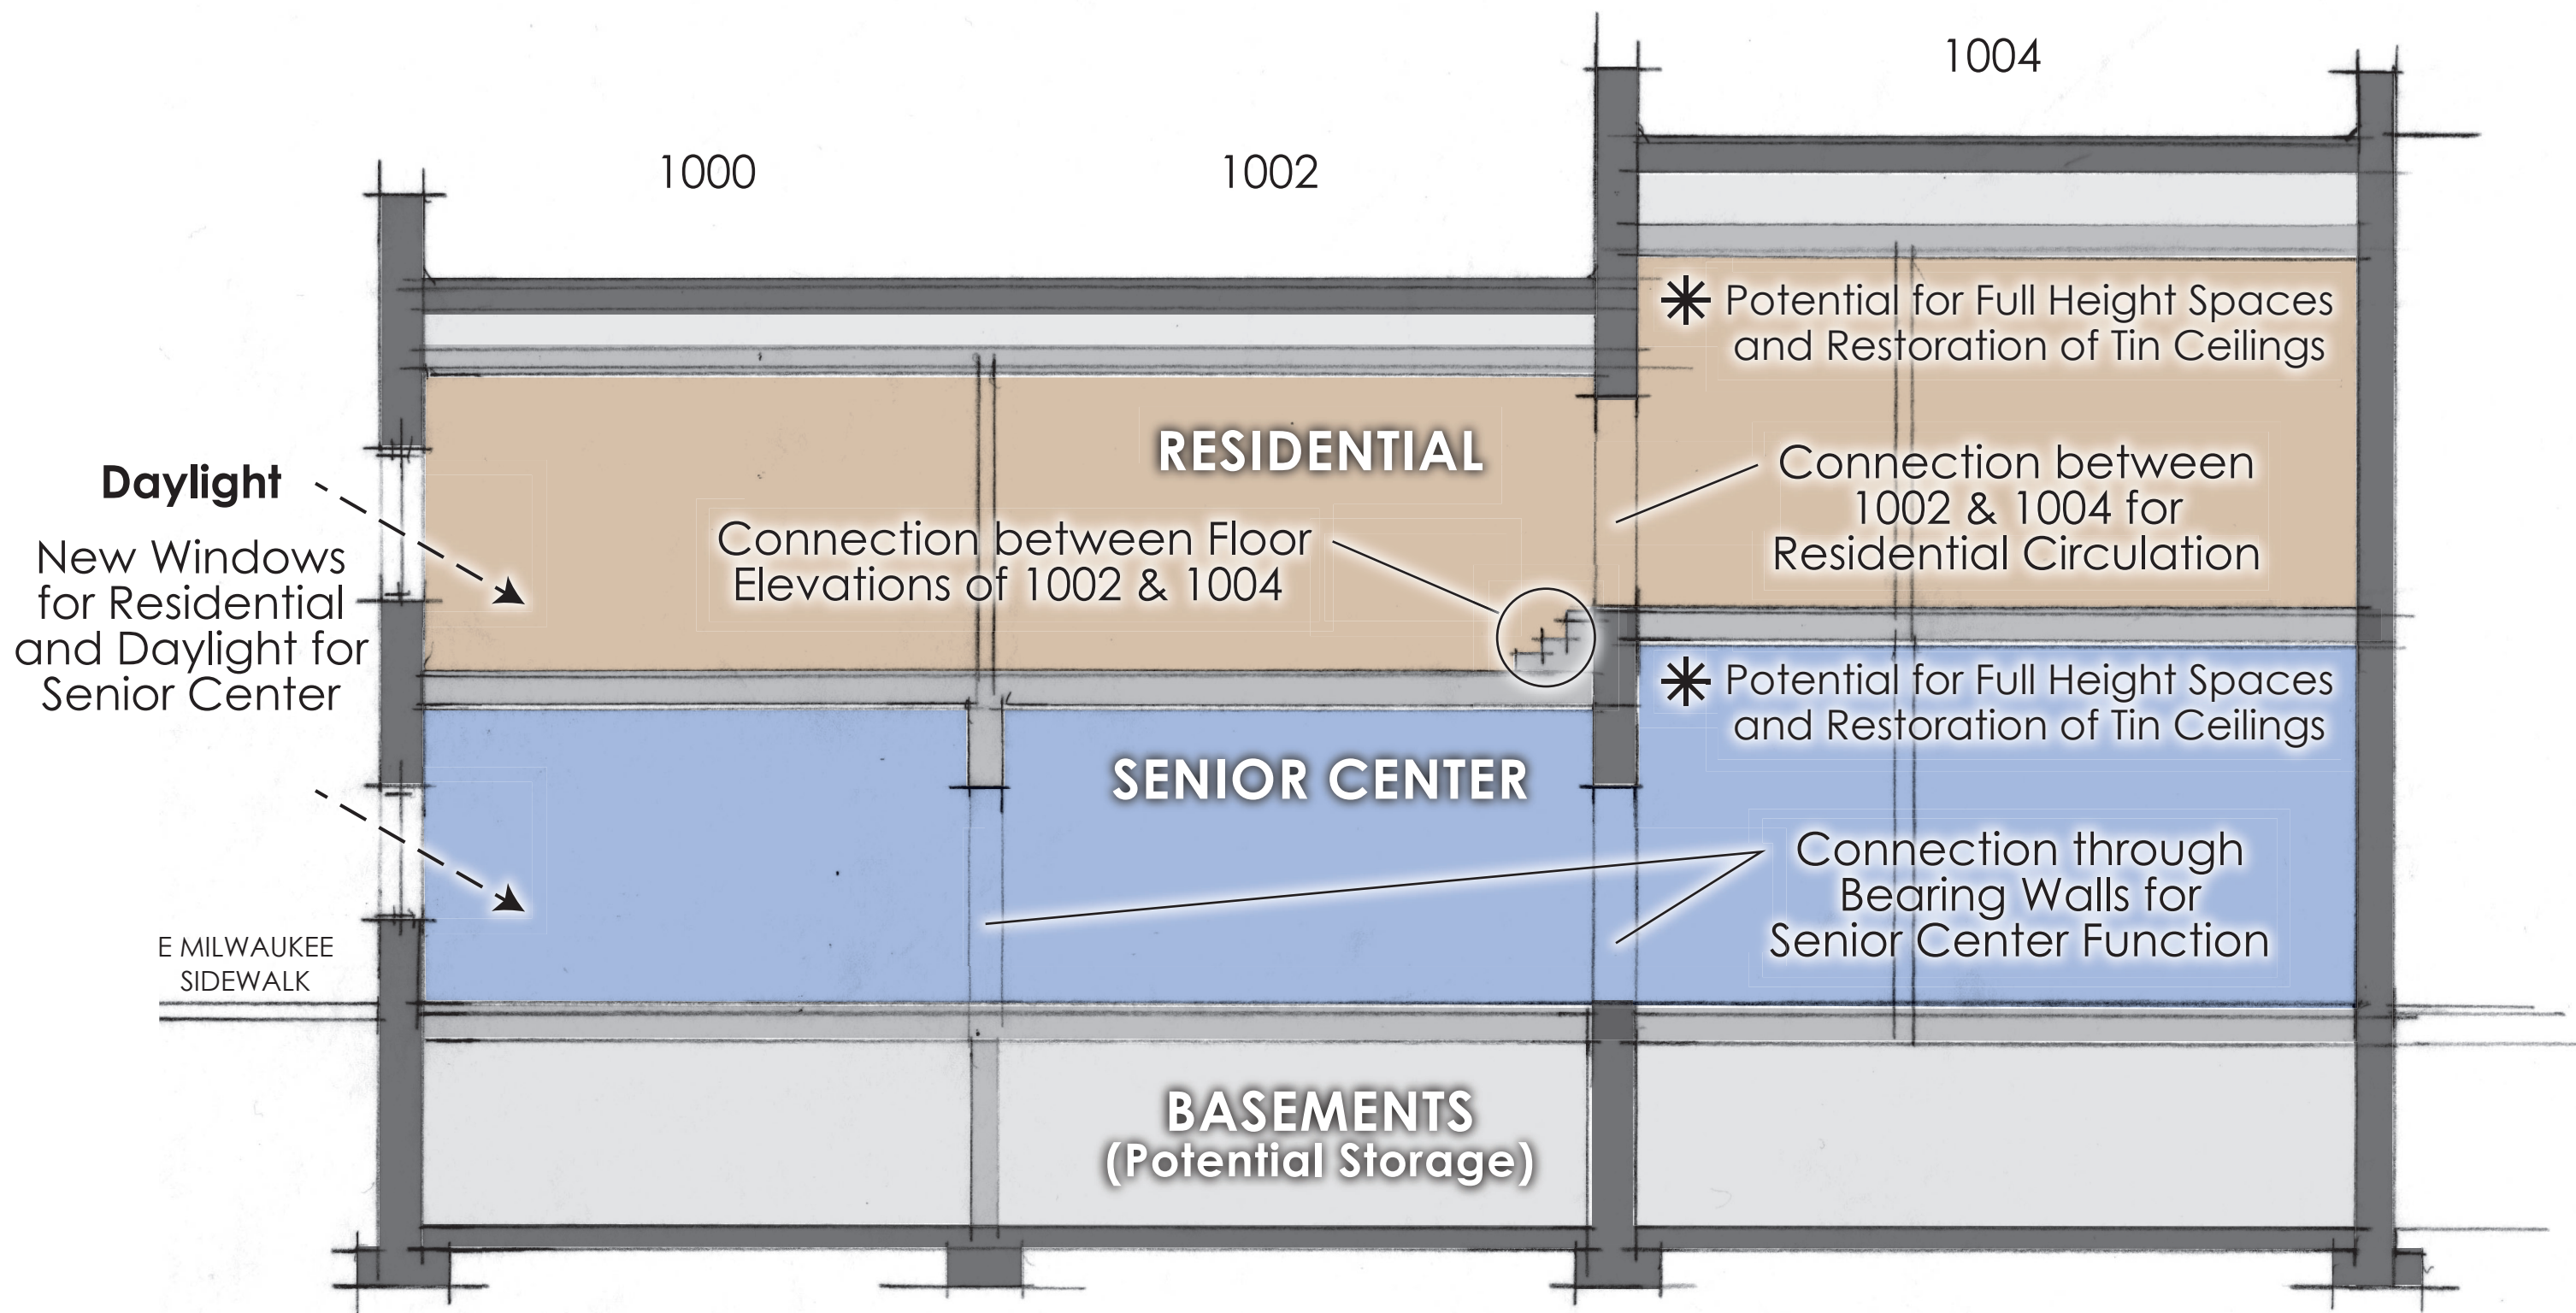 1004
1000
1002
Potential for Full Height Spaces
and Restoration of Tin Ceilings
RESIDENTIAL
Daylight
New Windows
for Residential
and Daylight for
Senior Center
Connection between Floor
Elevations of 1002 & 1004
Connection between
1002 & 1004 for
Residential Circulation
Potential for Full Height Spaces
and Restoration of Tin Ceilings
SENIOR CENTER
Connection through
Bearing Walls for
Senior Center Function
E MILWAUKEE
SIDEWALK
BASEMENTS
(Potential Storage)